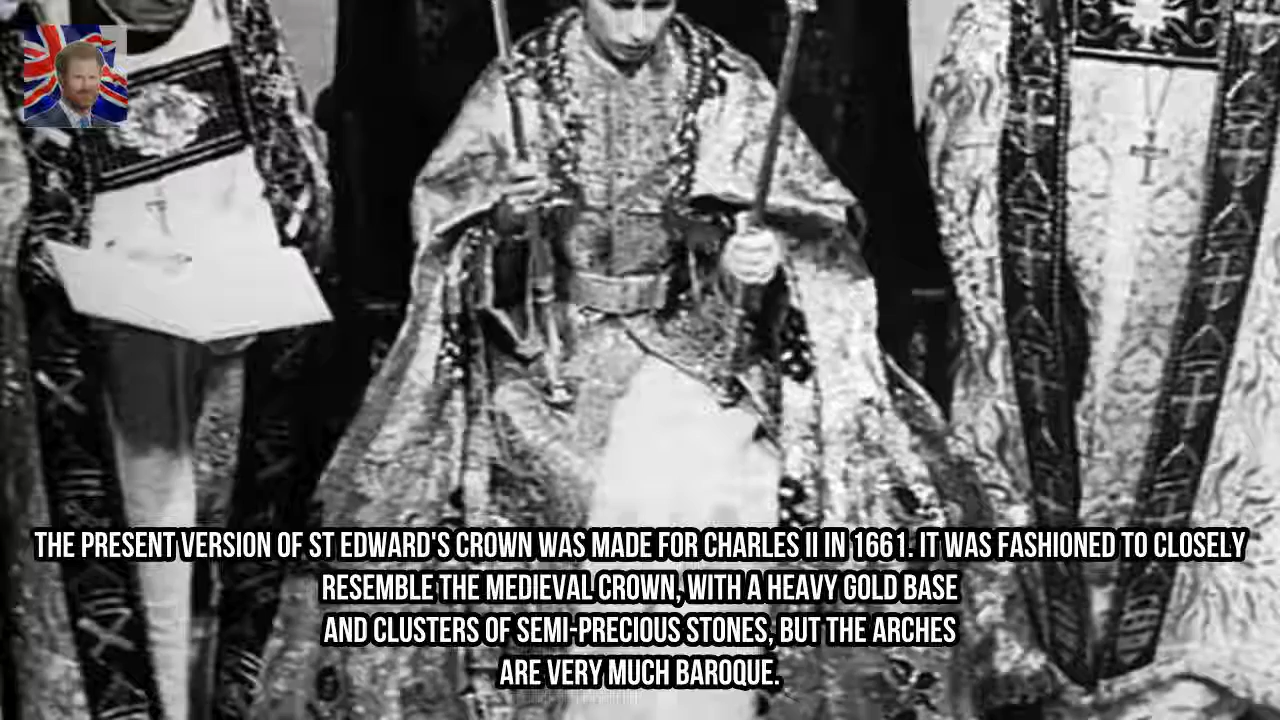 THE PRESENT VERSION OF ST EDWARD'S CROWN WAS MADE FOR CHARLES II IN 1661. IT WAS FASHIONED TO CLOSELY
RESEMBLE THE MEDIEVAL CROWN, WITH A HEAVY GOLD BASE
AND CLUSTERS OF SEMI-PRECIOUS STONES, BUT THE ARCHES
ARE VERY MUCH BAROQUE.